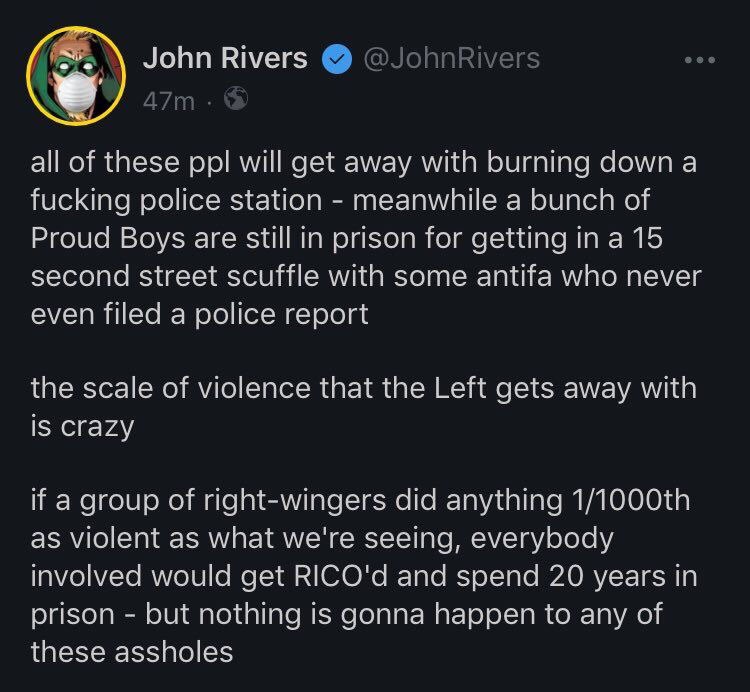 John Rivers @JohnRivers
47m ·
all of these ppl will get away with burning down a
fucking police station - meanwhile a bunch of
Proud Boys are still in prison for getting in a 15
second street scuffle with some antifa who never
even filed a police report
the scale of violence that the Left gets away with
is crazy
if a group of right-wingers did anything 1/1000th
as violent as what we're seeing, everybody
involved would get RICO'd and spend 20 years in
prison - but nothing is gonna happen to any of
these assholes